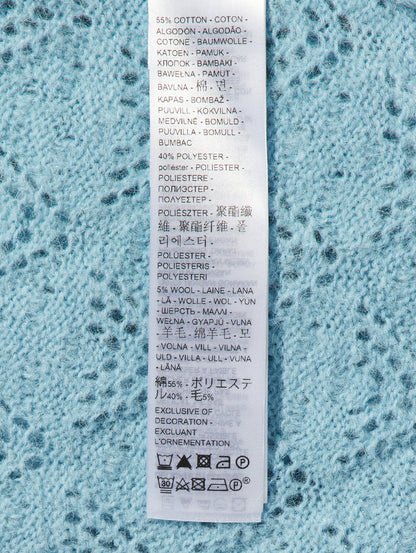 55% COTTON - COTON -
ALGODÓN - ALGODÃO -
COTONE - BAUMWOLLE -
KATOEN - PAMUK -
ХЛОПОК - BAMBAKI -
BAWEŁNA - PAMUT -
BAVLNA - 棉 - 면 -
KAPAS - BOMBAŽ -
PUUVILL - KOKVILNA -
MEDVILNĖ - BOMULD -
PUUVILLA - BOMULL -
BUMBAC
40% POLYESTER -
poliéster - POLIESTER -
POLIESTERE -
ПОЛИЭСТЕР -
ΠΟΛΥΕΣΤΕΡ -
POLIÉSZTER - 聚酯纖
維 - 聚酯纤维 - 폴
리에스터 -
POLÜESTER -
POLIESTERIS -
POLYESTERI
5% WOOL - LAINE - LANA
- LÃ - WOLLE - WOL - YÜN
- ШЕРСТЬ - ΜΑΛΛΙ -
WEŁNA - GYAPJÚ - VLNA
- 羊毛 - 绵羊毛 - 모
- VOLNA - VILL - VILNA -
ULD - VILLA - ULL - VUNA
- LÂNĂ
綿55% - ポリエステ
ル40% - 毛5%
EXCLUSIVE OF
DECORATION -
EXCLUANT
L'ORNEMENTATION
P
30
P